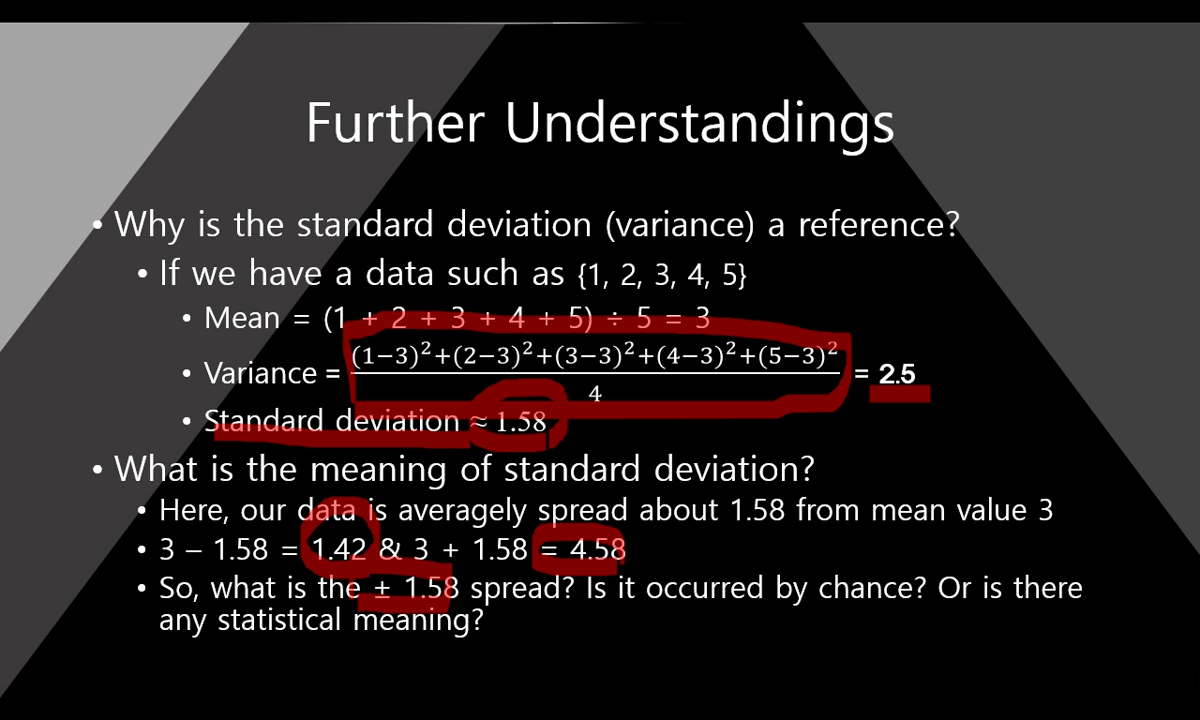 Further Understandings
• Why is the standard deviation (variance) a reference?
• If we have a data such as {1, 2, 3, 4, 5}
• Mean = (1 + 2 + 3 + 4 + 5) ÷ 5 = 3
• Variance = \frac{(1−3)^2+(2−3)^2+(3−3)^2+(4−3)^2+(5−3)^2}{4} = 2.5
• Standard deviation ≈ 1.58
• What is the meaning of standard deviation?
• Here, our data is averagely spread about 1.58 from mean value 3
• 3 – 1.58 = 1.42 & 3 + 1.58 = 4.58
• So, what is the ± 1.58 spread? Is it occurred by chance? Or is there
any statistical meaning?